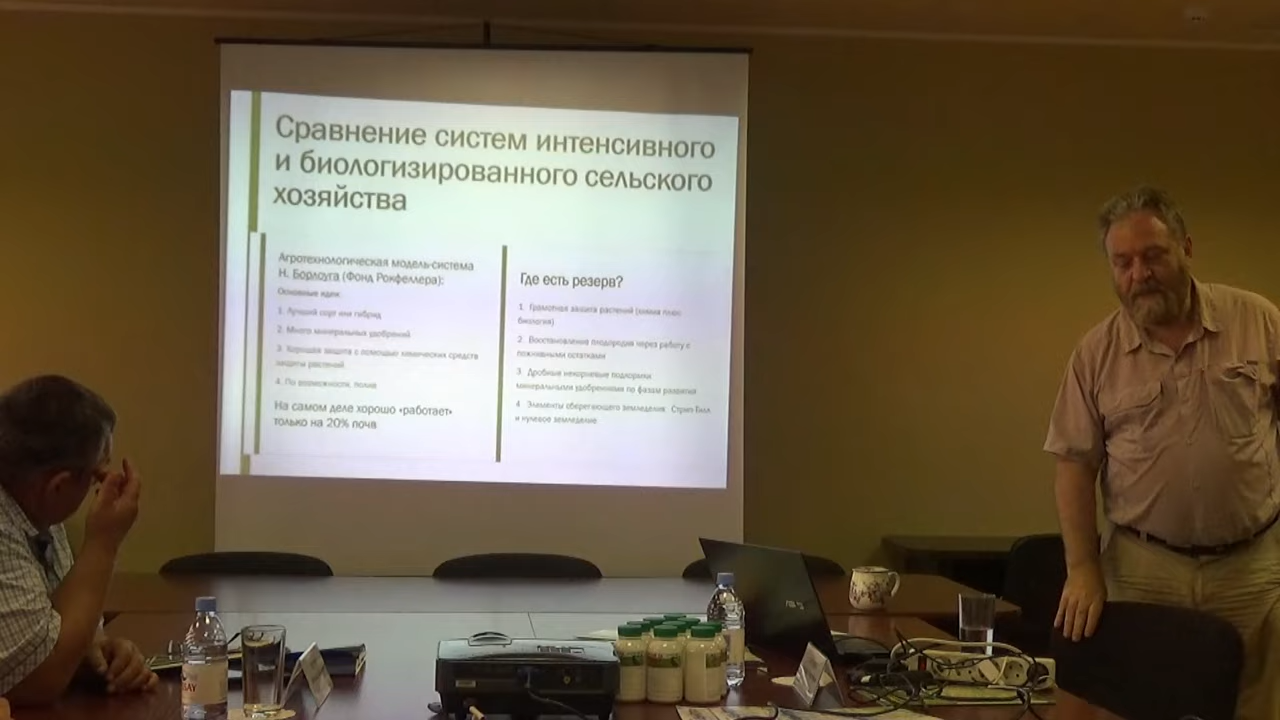 Сравнение систем интенсивного
и биологизированного сельского
хозяйства
Агротехнологическая модель-система
Н. Борлоуга (Фонд Рокфеллера):
Основные идеи:
1. Лучший сорт или гибрид
2. Много минеральных удобрений
3. Хорошая защита с помощью химических средств
защиты растений.
4. По возможности, полив
На самом деле хорошо «работает»
только на 20% почв
Где есть резерв?
1. Грамотная защита растений (химия плюс
биология)
2. Восстановление плодородия через работу с
пожнивными остатками
3. Дробные некорневые подкормки
минеральными удобрениями по фазам развития
4. Элементы сберегающего земледелия. Стрип Тилл
и нулевое земледелие
ASUS